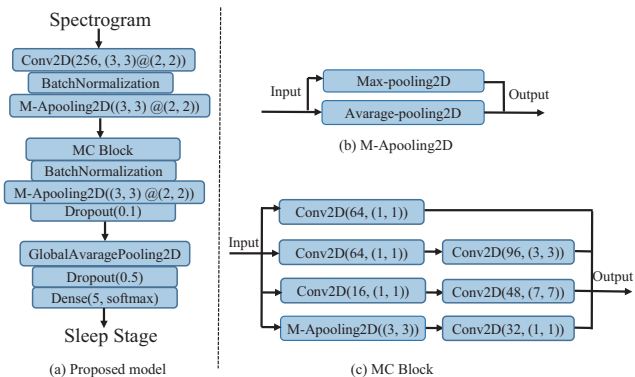 Spectrogram
Conv2D(256, (3, 3)@(2, 2))
BatchNormalization
M-Apooling2D((3, 3) @(2, 2))
MC Block
BatchNormalization
M-Apooling2D((3, 3) @(2, 2))
Dropout(0.1)
GlobalAvaragePooling2D
Dropout(0.5)
Dense(5, softmax)
Sleep Stage
(a) Proposed model
Input
Max-pooling2D
Avarage-pooling2D
Output
(b) M-Apooling2D
Input
Conv2D(64, (1, 1))
Conv2D(64, (1, 1))
Conv2D(96, (3, 3))
Conv2D(16, (1, 1))
Conv2D(48, (7, 7))
M-Apooling2D((3, 3))
Conv2D(32, (1, 1))
Output
(c) MC Block